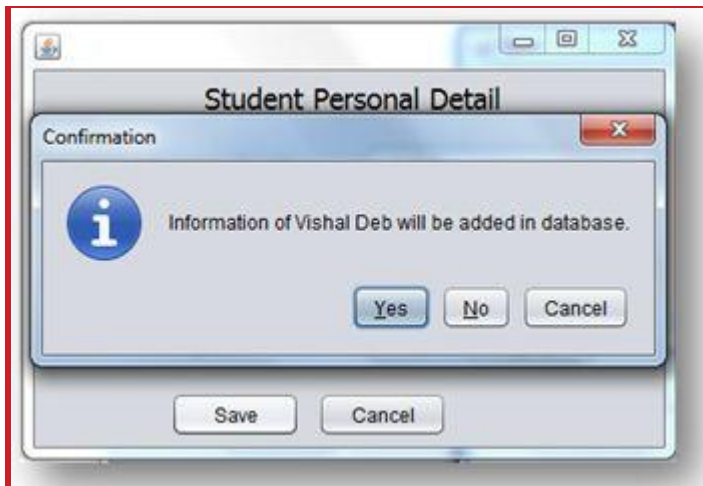 Student Personal Detail
Confirmation
Information of Vishal Deb will be added in database.
Yes No Cancel
Save Cancel